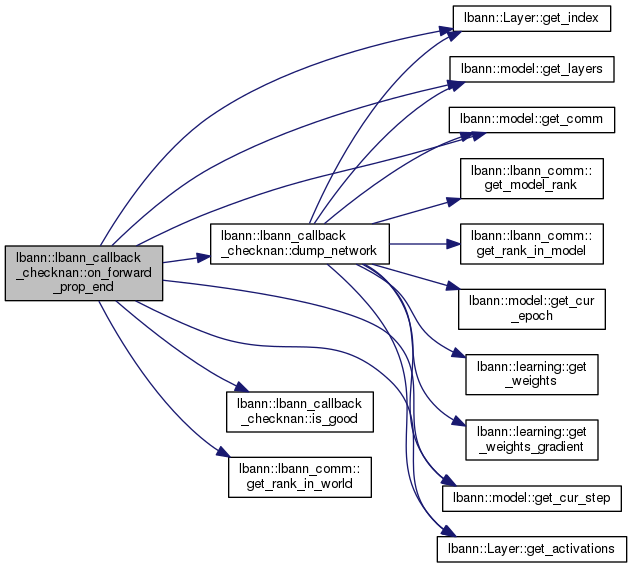 lbann::lbann_callback
_checknan::on_forward
_prop_end
lbann::lbann_callback
_checknan::dump_network
lbann::lbann_callback
_checknan::is_good
lbann::lbann_comm::
get_rank_in_world
lbann::Layer::get_index
lbann::model::get_layers
lbann::model::get_comm
lbann::lbann_comm::
get_model_rank
lbann::lbann_comm::
get_rank_in_model
lbann::model::get_cur
_epoch
lbann::learning::get
_weights
lbann::learning::get
_weights_gradient
lbann::model::get_cur_step
lbann::Layer::get_activations